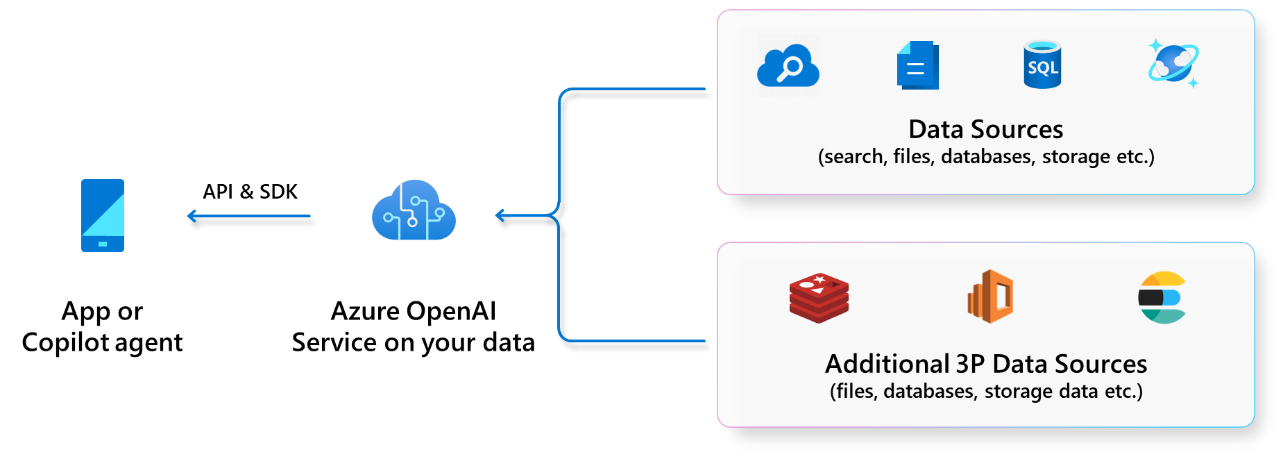 SQL
Data Sources
(search, files, databases, storage etc.)
API & SDK
App or
Copilot agent
Azure OpenAI
Service on your data
Additional 3P Data Sources
(files, databases, storage data etc.)